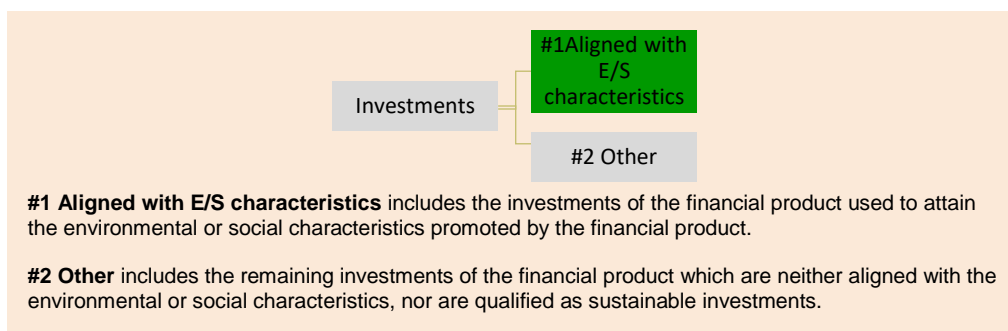 #1Aligned with
E/S
characteristics
Investments
#2 Other
#1 Aligned with E/S characteristics includes the investments of the financial product used to attain
the environmental or social characteristics promoted by the financial product.
#2 Other includes the remaining investments of the financial product which are neither aligned with the
environmental or social characteristics, nor are qualified as sustainable investments.